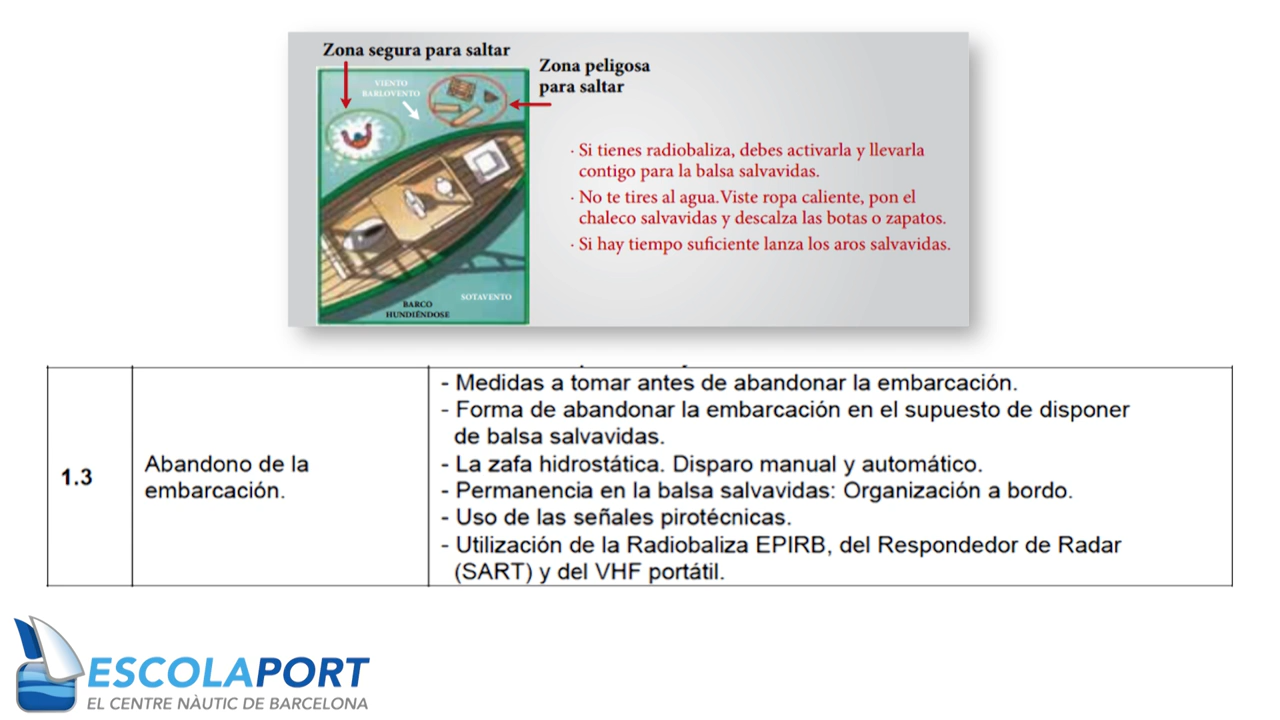 Zona segura para saltar
Zona peligrosa
para saltar
VIENTO
BARLOVENTO
· Si tienes radiobaliza, debes activarla y llevarla
contigo para la balsa salvavidas.
· No te tires al agua.Viste ropa caliente, pon el
chaleco salvavidas y descalza las botas o zapatos.
· Si hay tiempo suficiente lanza los aros salvavidas.
SOTAVENTO
BARCO
HUNDIÉNDOSE
1.3
Abandono de la
embarcación.
- Medidas a tomar antes de abandonar la embarcación.
- Forma de abandonar la embarcación en el supuesto de disponer
de balsa salvavidas.
- La zafa hidrostática. Disparo manual y automático.
- Permanencia en la balsa salvavidas: Organización a bordo.
- Uso de las señales pirotécnicas.
- Utilización de la Radiobaliza EPIRB, del Respondedor de Radar
(SART) y del VHF portátil.
ESCOLAPORT
EL CENTRE NÀUTIC DE BARCELONA